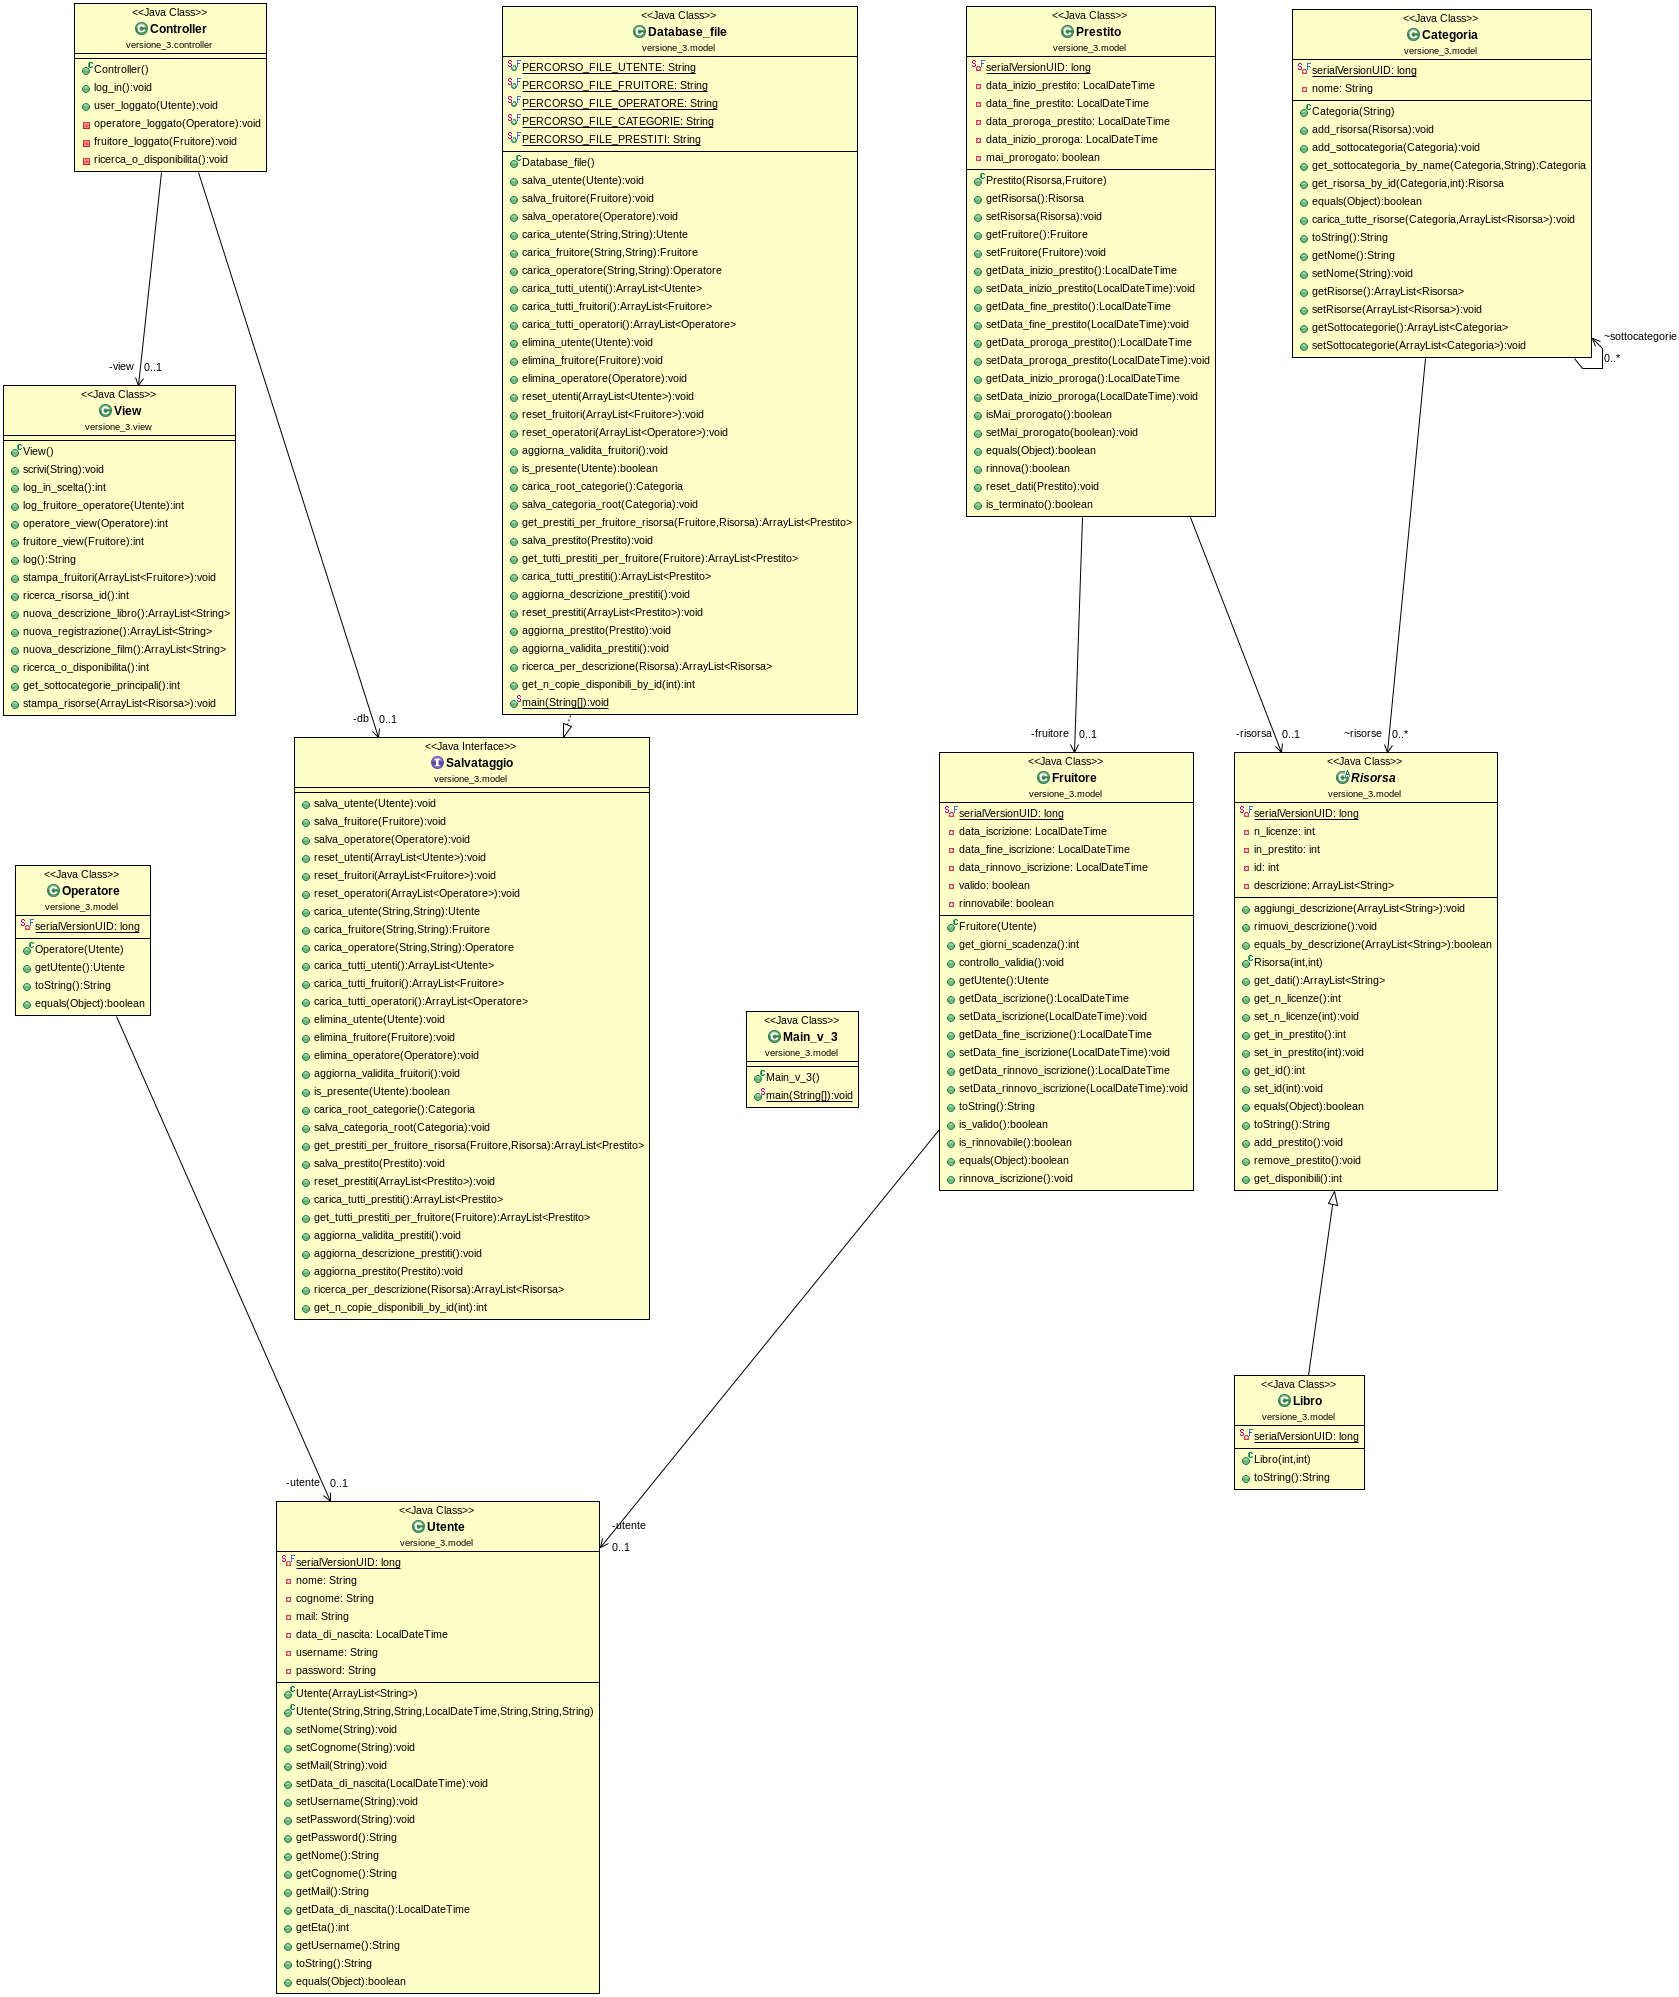 <<Java Class>>
Controller
versione_3.controller
Controller()
log_in():void
user_loggato(Utente):void
operatore_loggato(Operatore):void
fruitore_loggato(Fruitore):void
ricerca_o_disponibilita():void
<<Java Class>>
Database_file
versione_3.model
PERCORSO_FILE_UTENTE: String
PERCORSO_FILE_FRUITORE: String
PERCORSO_FILE_OPERATORE: String
PERCORSO_FILE_CATEGORIE: String
PERCORSO_FILE_PRESTITI: String
Database_file()
salva_utente(Utente):void
salva_fruitore(Fruitore):void
salva_operatore(Operatore):void
carica_utente(String,String):Utente
carica_fruitore(String,String):Fruitore
carica_operatore(String,String):Operatore
carica_tutti_utenti():ArrayList<Utente>
carica_tutti_fruitori():ArrayList<Fruitore>
carica_tutti_operatori():ArrayList<Operatore>
elimina_utente(Utente):void
elimina_fruitore(Fruitore):void
elimina_operatore(Operatore):void
reset_utenti(ArrayList<Utente>):void
reset_fruitori(ArrayList<Fruitore>):void
reset_operatori(ArrayList<Operatore>):void
aggiorna_validita_fruitori():void
is_presente(Utente):boolean
carica_root_categorie():Categoria
salva_categoria_root(Categoria):void
get_prestiti_per_fruitore_risorsa(Fruitore,Risorsa):ArrayList<Prestito>
salva_prestito(Prestito):void
get_tutti_prestiti_per_fruitore(Fruitore):ArrayList<Prestito>
carica_tutti_prestiti():ArrayList<Prestito>
aggiorna_descrizione_prestiti():void
reset_prestiti(ArrayList<Prestito>):void
aggiorna_prestito(Prestito):void
aggiorna_validita_prestiti():void
ricerca_per_descrizione(Risorsa):ArrayList<Risorsa>
get_n_copie_disponibili_by_id(int):int
main(String[]):void
<<Java Class>>
Prestito
versione_3.model
serialVersionUID: long
data_inizio_prestito: LocalDateTime
data_fine_prestito: LocalDateTime
data_proroga_prestito: LocalDateTime
data_inizio_proroga: LocalDateTime
mai_prorogato: boolean
Prestito(Risorsa,Fruitore)
getRisorsa():Risorsa
setRisorsa(Risorsa):void
getFruitore():Fruitore
setFruitore(Fruitore):void
getData_inizio_prestito():LocalDateTime
setData_inizio_prestito(LocalDateTime):void
getData_fine_prestito():LocalDateTime
setData_fine_prestito(LocalDateTime):void
getData_proroga_prestito():LocalDateTime
setData_proroga_prestito(LocalDateTime):void
getData_inizio_proroga():LocalDateTime
setData_inizio_proroga(LocalDateTime):void
isMai_prorogato():boolean
setMai_prorogato(boolean):void
equals(Object):boolean
rinnova():boolean
reset_dati(Prestito):void
is_terminato():boolean
<<Java Class>>
Categoria
versione_3.model
serialVersionUID: long
nome: String
Categoria(String)
add_risorsa(Risorsa):void
add_sottocategoria(Categoria):void
get_sottocategoria_by_name(Categoria,String):Categoria
get_risorsa_by_id(Categoria,int):Risorsa
equals(Object):boolean
carica_tutte_risorse(Categoria,ArrayList<Risorsa>):void
toString():String
getNome():String
setNome(String):void
getRisorse():ArrayList<Risorsa>
setRisorse(ArrayList<Risorsa>):void
getSottocategorie():ArrayList<Categoria>
setSottocategorie(ArrayList<Categoria>):void
~sottocategorie
0..*
-view 0..1
<<Java Class>>
View
versione_3.view
View()
scrivi(String):void
log_in_scelta():int
log_fruitore_operatore(Utente):int
operatore_view(Operatore):int
fruitore_view(Fruitore):int
log():String
stampa_fruitori(ArrayList<Fruitore>):void
ricerca_risorsa_id():int
nuova_descrizione_libro():ArrayList<String>
nuova_registrazione():ArrayList<String>
nuova_descrizione_film():ArrayList<String>
ricerca_o_disponibilita():int
get_sottocategorie_principali():int
stampa_risorse(ArrayList<Risorsa>):void
-db 0..1
<<Java Interface>>
Salvataggio
versione_3.model
salva_utente(Utente):void
salva_fruitore(Fruitore):void
salva_operatore(Operatore):void
reset_utenti(ArrayList<Utente>):void
reset_fruitori(ArrayList<Fruitore>):void
reset_operatori(ArrayList<Operatore>):void
carica_utente(String,String):Utente
carica_fruitore(String,String):Fruitore
carica_operatore(String,String):Operatore
carica_tutti_utenti():ArrayList<Utente>
carica_tutti_fruitori():ArrayList<Fruitore>
carica_tutti_operatori():ArrayList<Operatore>
elimina_utente(Utente):void
elimina_fruitore(Fruitore):void
elimina_operatore(Operatore):void
aggiorna_validita_fruitori():void
is_presente(Utente):boolean
carica_root_categorie():Categoria
salva_categoria_root(Categoria):void
get_prestiti_per_fruitore_risorsa(Fruitore,Risorsa):ArrayList<Prestito>
salva_prestito(Prestito):void
reset_prestiti(ArrayList<Prestito>):void
carica_tutti_prestiti():ArrayList<Prestito>
get_tutti_prestiti_per_fruitore(Fruitore):ArrayList<Prestito>
aggiorna_validita_prestiti():void
aggiorna_descrizione_prestiti():void
aggiorna_prestito(Prestito):void
ricerca_per_descrizione(Risorsa):ArrayList<Risorsa>
get_n_copie_disponibili_by_id(int):int
-fruitore 0..1
<<Java Class>>
Fruitore
versione_3.model
serialVersionUID: long
data_iscrizione: LocalDateTime
data_fine_iscrizione: LocalDateTime
data_rinnovo_iscrizione: LocalDateTime
valido: boolean
rinnovabile: boolean
Fruitore(Utente)
get_giorni_scadenza():int
controllo_validia():void
getUtente():Utente
getData_iscrizione():LocalDateTime
setData_iscrizione(LocalDateTime):void
getData_fine_iscrizione():LocalDateTime
setData_fine_iscrizione(LocalDateTime):void
getData_rinnovo_iscrizione():LocalDateTime
setData_rinnovo_iscrizione(LocalDateTime):void
toString():String
is_valido():boolean
is_rinnovabile():boolean
equals(Object):boolean
rinnova_iscrizione():void
-risorsa 0..1
~risorse 0..*
<<Java Class>>
Risorsa
versione_3.model
serialVersionUID: long
n_licenze: int
in_prestito: int
id: int
descrizione: ArrayList<String>
aggiungi_descrizione(ArrayList<String>):void
rimuovi_descrizione():void
equals_by_descrizione(ArrayList<String>):boolean
Risorsa(int,int)
get_dati():ArrayList<String>
get_n_licenze():int
set_n_licenze(int):void
get_in_prestito():int
set_in_prestito(int):void
get_id():int
set_id(int):void
equals(Object):boolean
toString():String
add_prestito():void
remove_prestito():void
get_disponibili():int
<<Java Class>>
Operatore
versione_3.model
serialVersionUID: long
Operatore(Utente)
getUtente():Utente
toString():String
equals(Object):boolean
<<Java Class>>
Main_v_3
versione_3.model
Main_v_3()
main(String[]):void
<<Java Class>>
Libro
versione_3.model
serialVersionUID: long
Libro(int,int)
toString():String
-utente 0..1
-utente
0..1
<<Java Class>>
Utente
versione_3.model
serialVersionUID: long
nome: String
cognome: String
mail: String
data_di_nascita: LocalDateTime
username: String
password: String
Utente(ArrayList<String>)
Utente(String,String,String,LocalDateTime,String,String,String)
setNome(String):void
setCognome(String):void
setMail(String):void
setData_di_nascita(LocalDateTime):void
setUsername(String):void
setPassword(String):void
getPassword():String
getNome():String
getCognome():String
getMail():String
getData_di_nascita():LocalDateTime
getEta():int
getUsername():String
toString():String
equals(Object):boolean